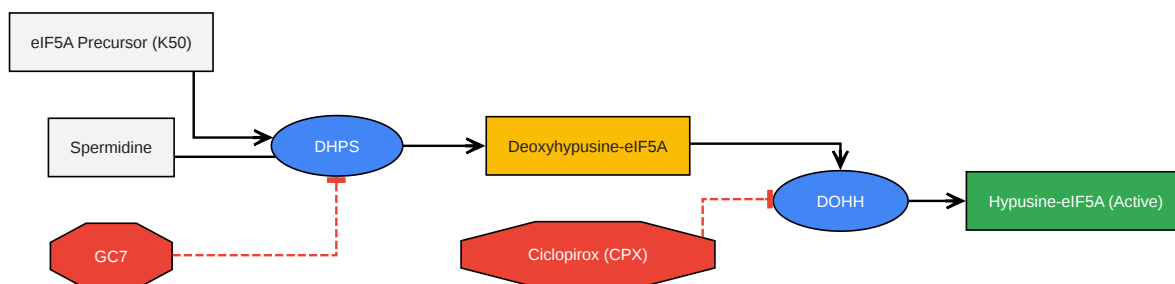 eIF5A Precursor (K50)
Spermidine
DHPS
Deoxyhypusine-eIF5A
DOHH
Hypusine-eIF5A (Active)
GC7
Ciclopirox (CPX)